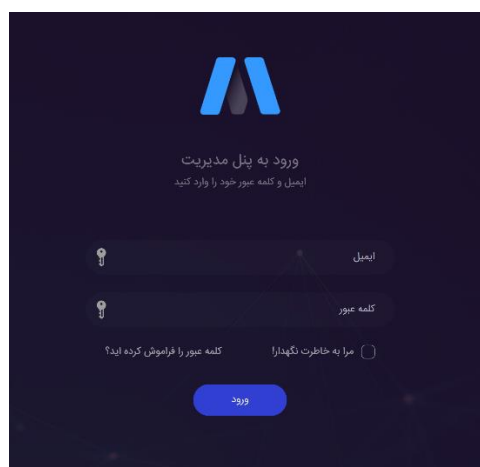 ورود به پنل مدیریت
ایمیل و کلمه عبور خود را وارد کنید
ایمیل
کلمه عبور
مرا به خاطرت نگهدار!
کلمه عبور را فراموش کرده اید؟
ورود